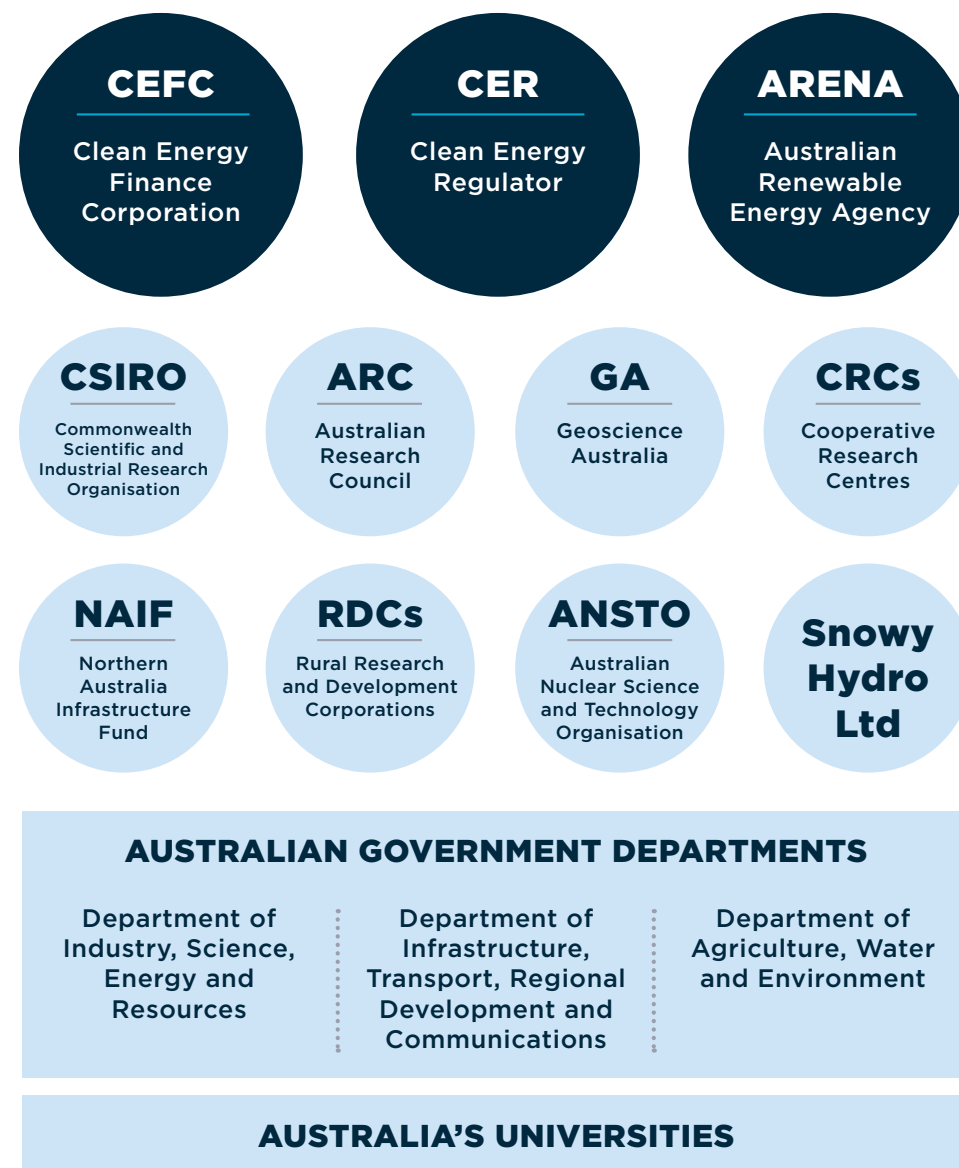 CEFC
Clean Energy
Finance
Corporation
CER
Clean Energy
Regulator
ARENA
Australian
Renewable
Energy Agency
CSIRO
Commonwealth
Scientific and
Industrial Research
Organisation
ARC
Australian
Research
Council
GA
Geoscience
Australia
CRCs
Cooperative
Research
Centres
NAIF
Northern
Australia
Infrastructure
Fund
RDCs
Rural Research
and Development
Corporations
ANSTO
Australian
Nuclear Science
and Technology
Organisation
Snowy
Hydro
Ltd
AUSTRALIAN GOVERNMENT DEPARTMENTS
Department of
Industry, Science,
Energy and
Resources
Department of
Infrastructure,
Transport, Regional
Development and
Communications
Department of
Agriculture, Water
and Environment
AUSTRALIA’S UNIVERSITIES